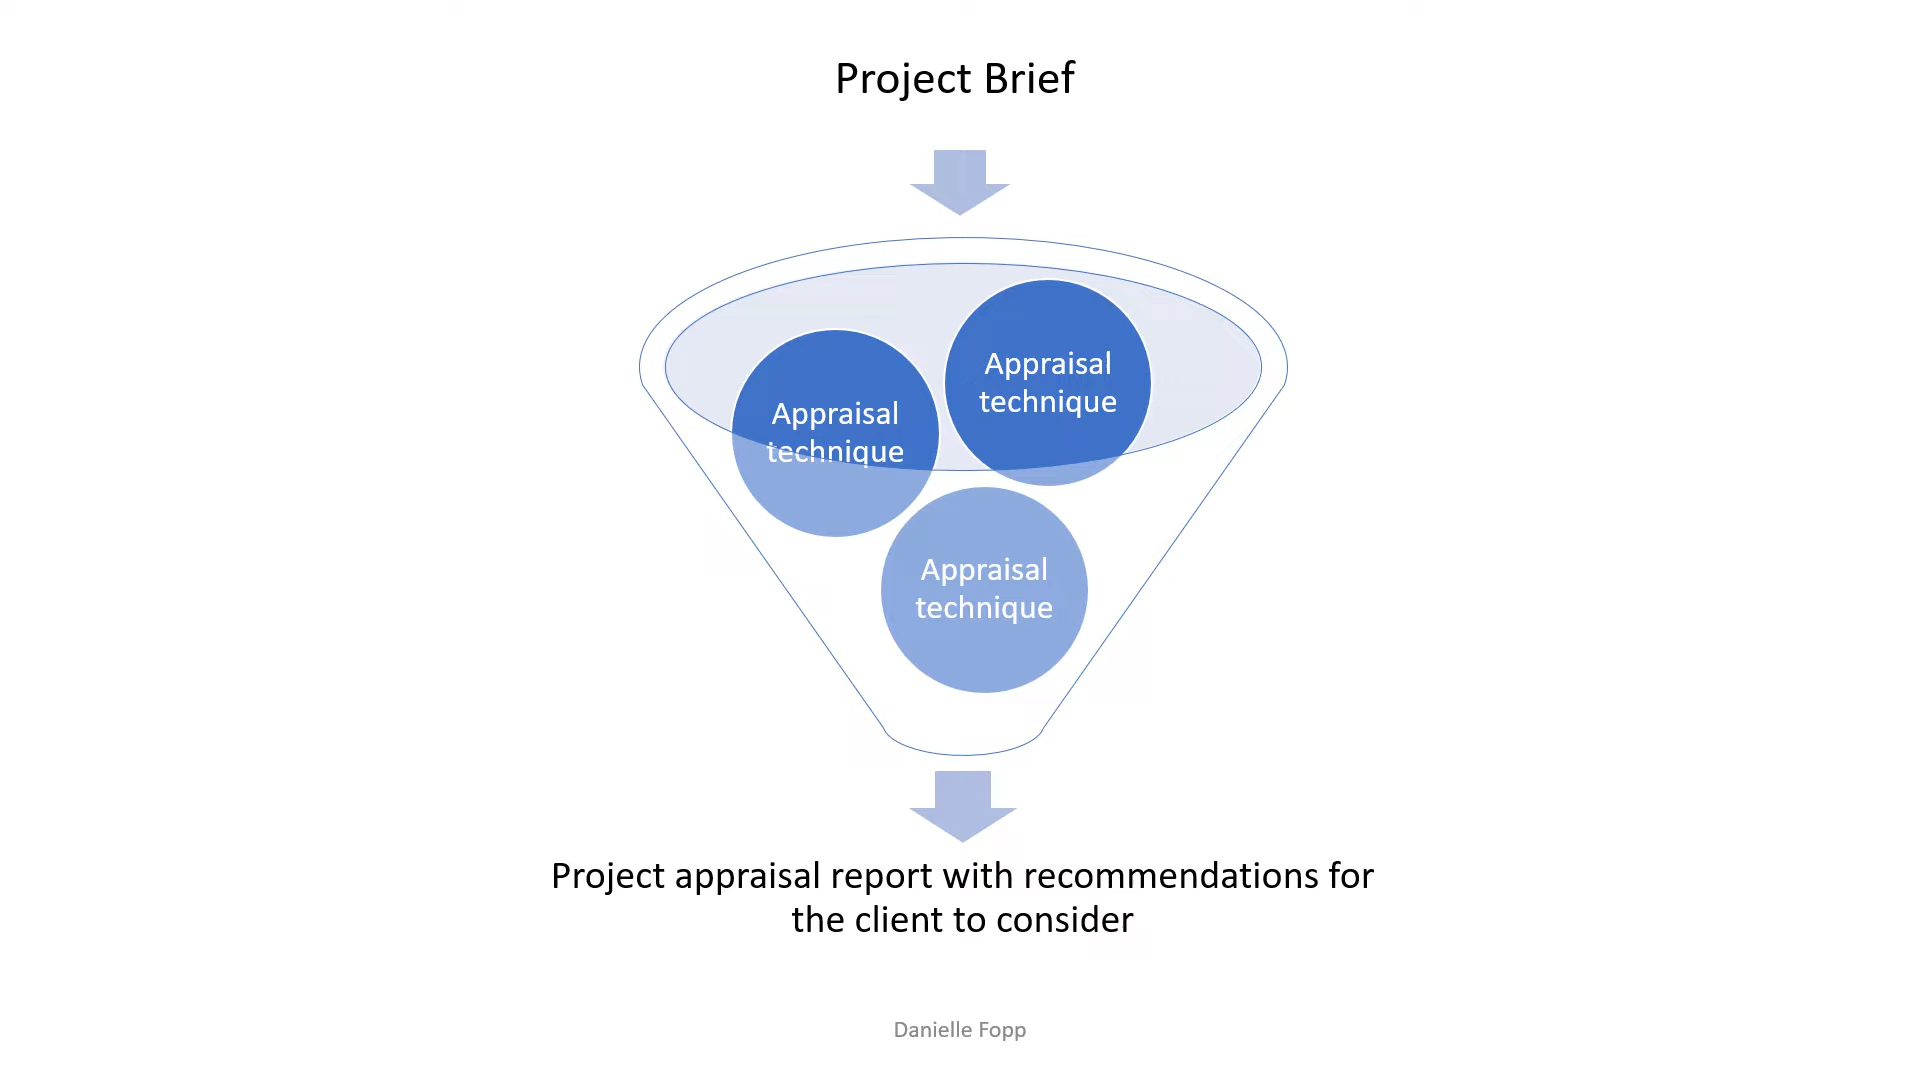 Project Brief
Appraisal
technique
Appraisal
technique
Appraisal
technique
Project appraisal report with recommendations for
the client to consider
Danielle Fopp